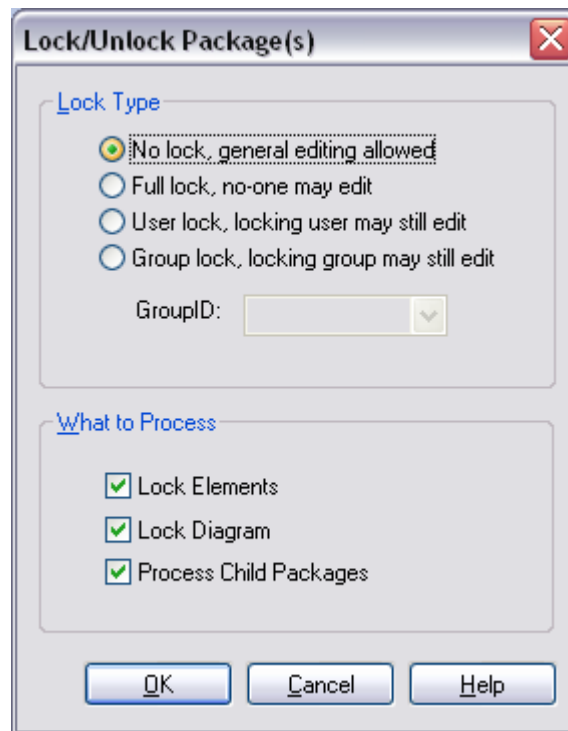 Lock/Unlock Package(s)
Lock Type
No lock, general editing allowed
Full lock, no-one may edit
User lock, locking user may still edit
Group lock, locking group may still edit
GroupID:
What to Process
Lock Elements
Lock Diagram
Process Child Packages
OK Cancel Help